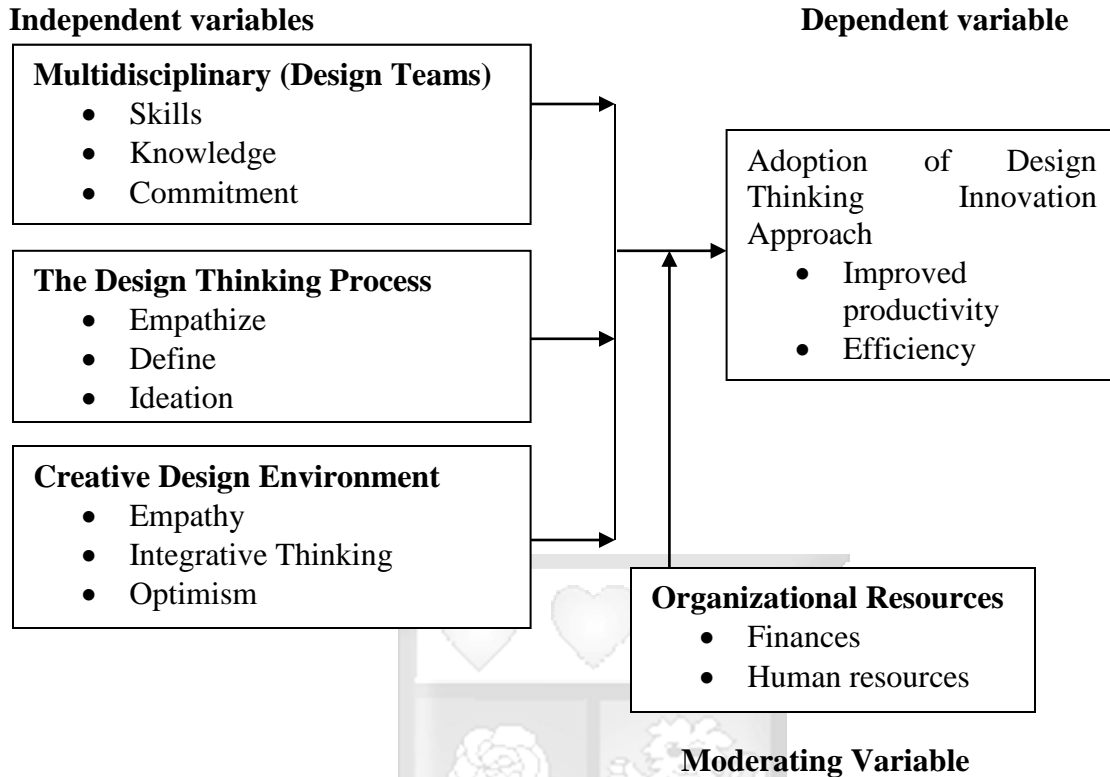 Independent variables
Dependent variable
Multidisciplinary (Design Teams)
• Skills
• Knowledge
• Commitment
The Design Thinking Process
• Empathize
• Define
• Ideation
Creative Design Environment
• Empathy
• Integrative Thinking
• Optimism
Adoption of Design
Thinking Innovation
Approach
• Improved
productivity
• Efficiency
Organizational Resources
• Finances
• Human resources
Moderating Variable